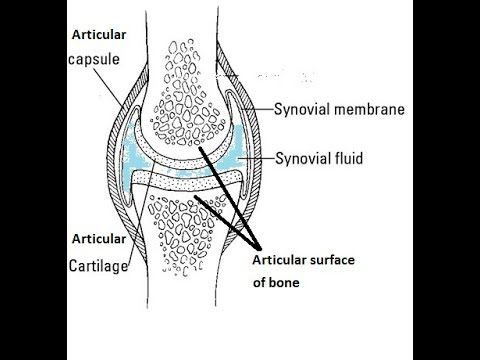 Articular
capsule
Synovial membrane
Synovial fluid
Articular
Cartilage
Articular surface
of bone